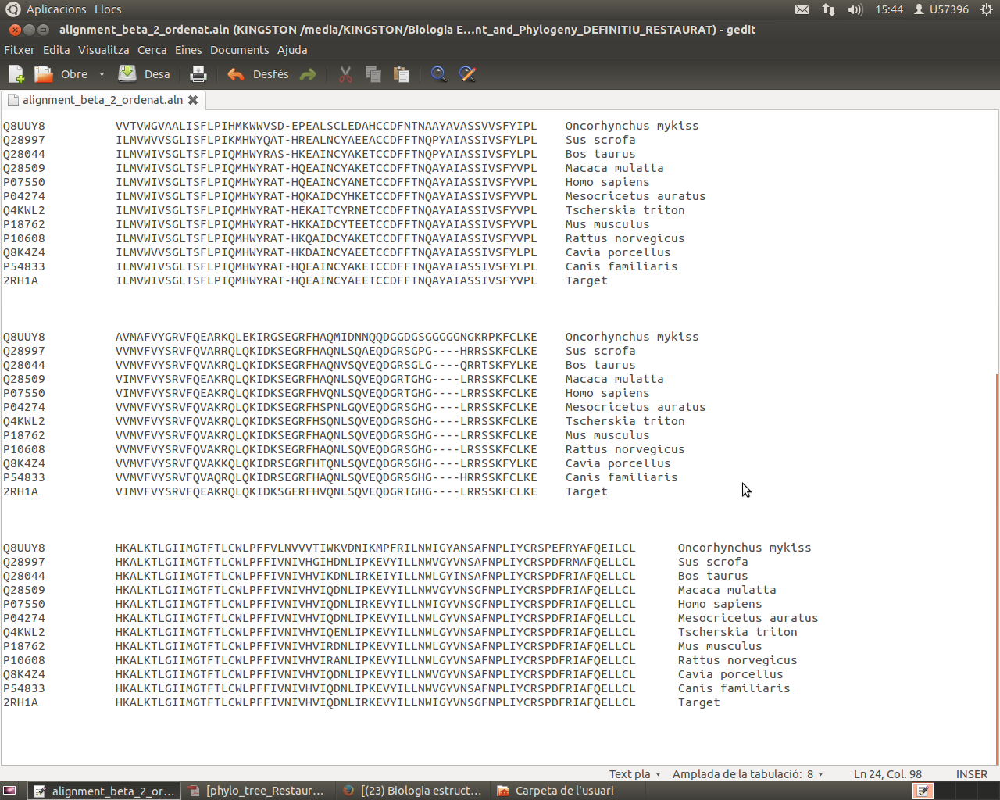 Aplicacions Llocs 15:44 U57396
alignment_beta_2_ordenat.aln (KINGSTON /media/KINGSTON/Biologia E...nt_and_Phylogeny_DEFINITIU_RESTAURAT) - gedit
Fitxer Edita Visualitza Cerca Eines Documents Ajuda
Obre Desa Desfés
alignment_beta_2_ordenat.aln
Q8UUY8 VVTVWGVAALISFLPIHMKWWVSD-EPEALSCLEDAHCCDFNTNAAYAVASSVVSFYIPL Oncorhynchus mykiss
Q28997 ILMVWVVSGLISFLPIKMHWYQAT-HREALNCYAEEACCDFFTNQPYAIASSIVSFYLPL Sus scrofa
Q28044 ILMVWIVSGLTSFLPIQMHWYRAS-HKEAINCYAKETCCDFFTNQPYAIASSIVSFYLPL Bos taurus
Q28509 ILMVWIVSGLTSFLPIQMHWYRAT-HQEAINCYAKETCCDFFTNQAYAIASSIVSFYVPL Macaca mulatta
P07550 ILMVWIVSGLTSFLPIQMHWYRAT-HQEAINCYANETCCDFFTNQAYAIASSIVSFYVPL Homo sapiens
P04274 ILMVWIVSGLTSFLPIQMHWYRAT-HQKAIDCYHKETCCDFFTNQAYAIASSIVSFYVPL Mesocricetus auratus
Q4KWL2 ILMVWIVSGLTSFLPIQMHWYRAT-HEKAITCYRNETCCDFFTNQAYAIASSIVSFYVPL Tscherskia triton
P18762 ILMVWIVSGLTSFLPIQMHWYRAT-HKKAIDCYTEETCCDFFTNQAYAIASSIVSFYVPL Mus musculus
P10608 ILMVWIVSGLTSFLPIQMHWYRAT-HKQAIDCYAKETCCDFFTNQAYAIASSIVSFYVPL Rattus norvegicus
Q8K4Z4 ILMVWVVSGLTSFLPIQMHWYRAT-HKDAINCYAEETCCDFFTNQAYAIASSIVSFYLPL Cavia porcellus
P54833 ILMVWIVSGLTSFLPIQMHWYRAT-HQEAINCYAKETCCDFFTNQAYAIASSIVSFYVPL Canis familiaris
2RH1A ILMVWIVSGLTSFLPIQMHWYRAT-HQEAINCYAEETCCDFFTNQAYAIASSIVSFYVPL Target
Q8UUY8 AVMAFVYGRVFQEARKQLEKIRGSEGRFHAQMIDNNQQDGGDGSGGGGGNGKRPKFCLKE Oncorhynchus mykiss
Q28997 VVMVFVYSRVFQVARRQLQKIDKSEGRFHAQNLSQAEQDGRSGPG----HRRSSKFCLKE Sus scrofa
Q28044 VVMVFVYSRVFQVAKRQLQKIDKSEGRFHAQNVSQVEQDGRSGLG----QRRTSKFYLKE Bos taurus
Q28509 VIMVFVYSRVFQEAKRQLQKIDKSEGRFHAQNLSQVEQDGRTGHG----LRRSSKFCLKE Macaca mulatta
P07550 VIMVFVYSRVFQEAKRQLQKIDKSEGRFHVQNLSQVEQDGRTGHG----LRRSSKFCLKE Homo sapiens
P04274 VVMVFVYSRVFQVAKRQLQKIDKSEGRFHSPNLGQVEQDGRSGHG----LRRSSKFCLKE Mesocricetus auratus
Q4KWL2 VVMVFVYSRVFQVAKRQLQKIDKSEGRFHSQNLSQVEQDGRSGHG----LRRSSKFCLKE Tscherskia triton
P18762 VVMVFVYSRVFQVAKRQLQKIDKSEGRFHAQNLSQVEQDGRSGHG----LRRSSKFCLKE Mus musculus
P10608 VVMVFVYSRVFQVAKRQLQKIDKSEGRFHAQNLSQVEQDGRSGHG----LRSSSKFCLKE Rattus norvegicus
Q8K4Z4 VVMVFVYSRVFQVAKKQLQKIDRSEGRFHTQNLSQVEQDGRSGHG----LRRSSKFYLKE Cavia porcellus
P54833 VVMVFVYSRVFQVAQRQLQKIDRSEGRFHAQNLSQVEQDGRSGHG----HRRSSKFCLKE Canis familiaris
2RH1A VIMVFVYSRVFQEAKRQLQKIDKSGERFHVQNLSQVEQDGRTGHG----LRRSSKFCLKE Target
Q8UUY8 HKALKTLGIIMGTFTLCWLPFFVLNVVVTIWKVDNIKMPFRILNWIGYANSAFNPLIYCRSPEFRYAFQEILCL Oncorhynchus mykiss
Q28997 HKALKTLGIIMGTFTLCWLPFFIVNIVHGIHDNLIPKEVYILLNWVGYVNSAFNPLIYCRSPDFRMAFQELLCL Sus scrofa
Q28044 HKALKTLGIIMGTFTLCWLPFFIVNIVHVIKDNLIRKEIYILLNWLGYINSAFNPLIYCRSPDFRIAFQELLCL Bos taurus
Q28509 HKALKTLGIIMGTFTLCWLPFFIVNIVHVIQDNLIRKEVYILLNWVGYVNSGFNPLIYCRSPDFRIAFQELLCL Macaca mulatta
P07550 HKALKTLGIIMGTFTLCWLPFFIVNIVHVIQDNLIRKEVYILLNWIGYVNSGFNPLIYCRSPDFRIAFQELLCL Homo sapiens
P04274 HKALKTLGIIMGTFTLCWLPFFIVNIVHVIQDNLIPKEVYILLNWLGYVNSAFNPLIYCRSPDFRIAFQELLCL Mesocricetus auratus
Q4KWL2 HKALKTLGIIMGTFTLCWLPFFIVNIVHVIQENLIPKEVYILLNWLGYVNSAFNPLIYCRSPDFRIAFQELLCL Tscherskia triton
P18762 HKALKTLGIIMGTFTLCWLPFFIVNIVHVIRDNLIPKEVYILLNWLGYVNSAFNPLIYCRSPDFRIAFQELLCL Mus musculus
P10608 HKALKTLGIIMGTFTLCWLPFFIVNIVHVIRANLIPKEVYILLNWLGYVNSAFNPLIYCRSPDFRIAFQELLCL Rattus norvegicus
Q8K4Z4 HKALKTLGIIMGTFTLCWLPFFIVNIVHVIQDNLIPKEVYILLNWVGYVNSAFNPLIYCRSPDFRIAFQELLCL Cavia porcellus
P54833 HKALKTLGIIMGTFTLCWLPFFIVNIVHVIQDNLIPKEVYILLNWVGYVNSAFNPLIYCRSPDFRIAFQELLCL Canis familiaris
2RH1A HKALKTLGIIMGTFTLCWLPFFIVNIVHVIQDNLIRKEVYILLNWIGYVNSGFNPLIYCRSPDFRIAFQELLCL Target
Text pla Amplada de la tabulació: 8 Ln 24, Col. 98 INSER
alignment_beta_2_or... [phylo_tree_Restaur... [(23) Biologia estruct... Carpeta de l'usuari